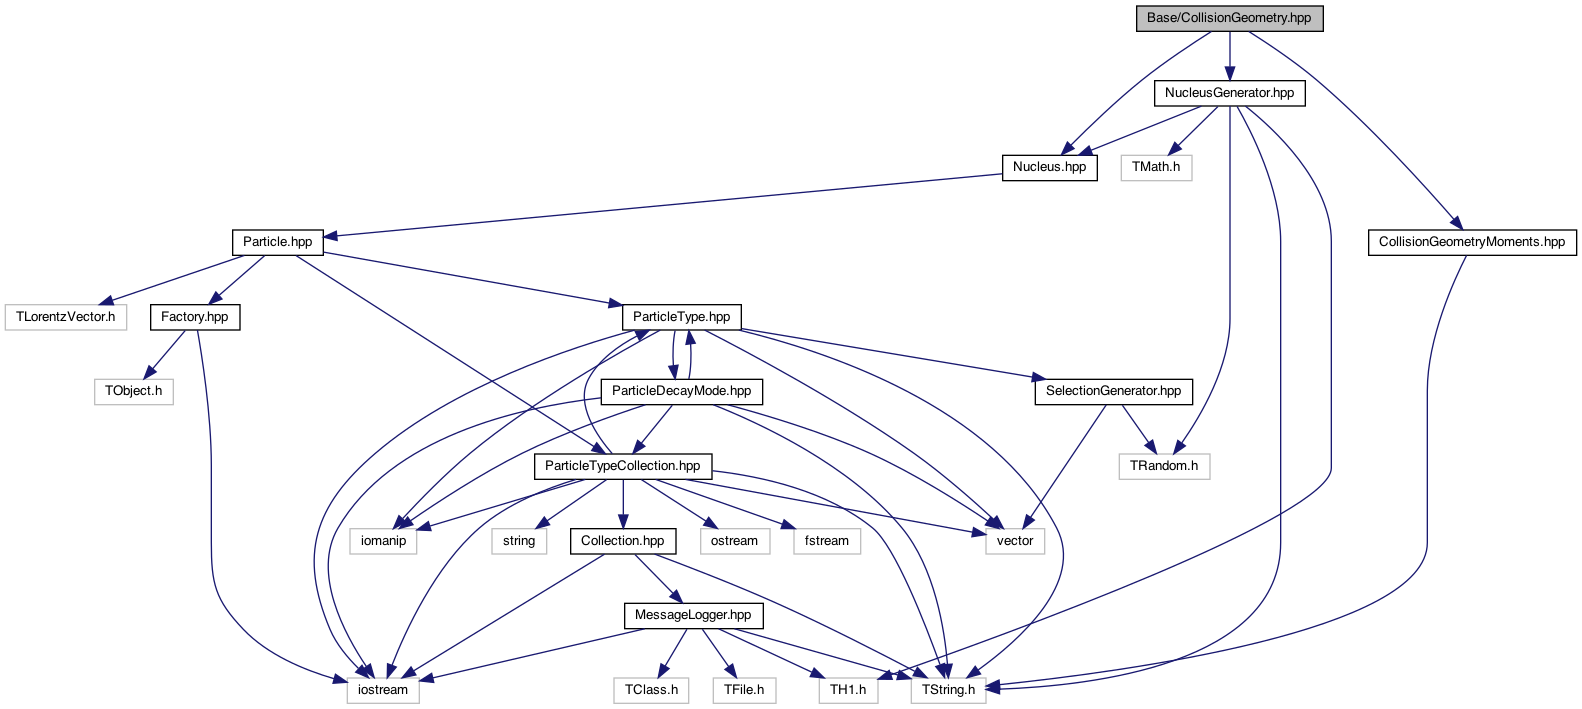 Base/CollisionGeometry.hpp
NucleusGenerator.hpp
Nucleus.hpp
TMath.h
Particle.hpp
CollisionGeometryMoments.hpp
TLorentzVector.h
Factory.hpp
ParticleType.hpp
TObject.h
ParticleDecayMode.hpp
SelectionGenerator.hpp
ParticleTypeCollection.hpp
TRandom.h
iomanip
string
Collection.hpp
ostream
fstream
vector
MessageLogger.hpp
iostream
TClass.h
TFile.h
TH1.h
TString.h